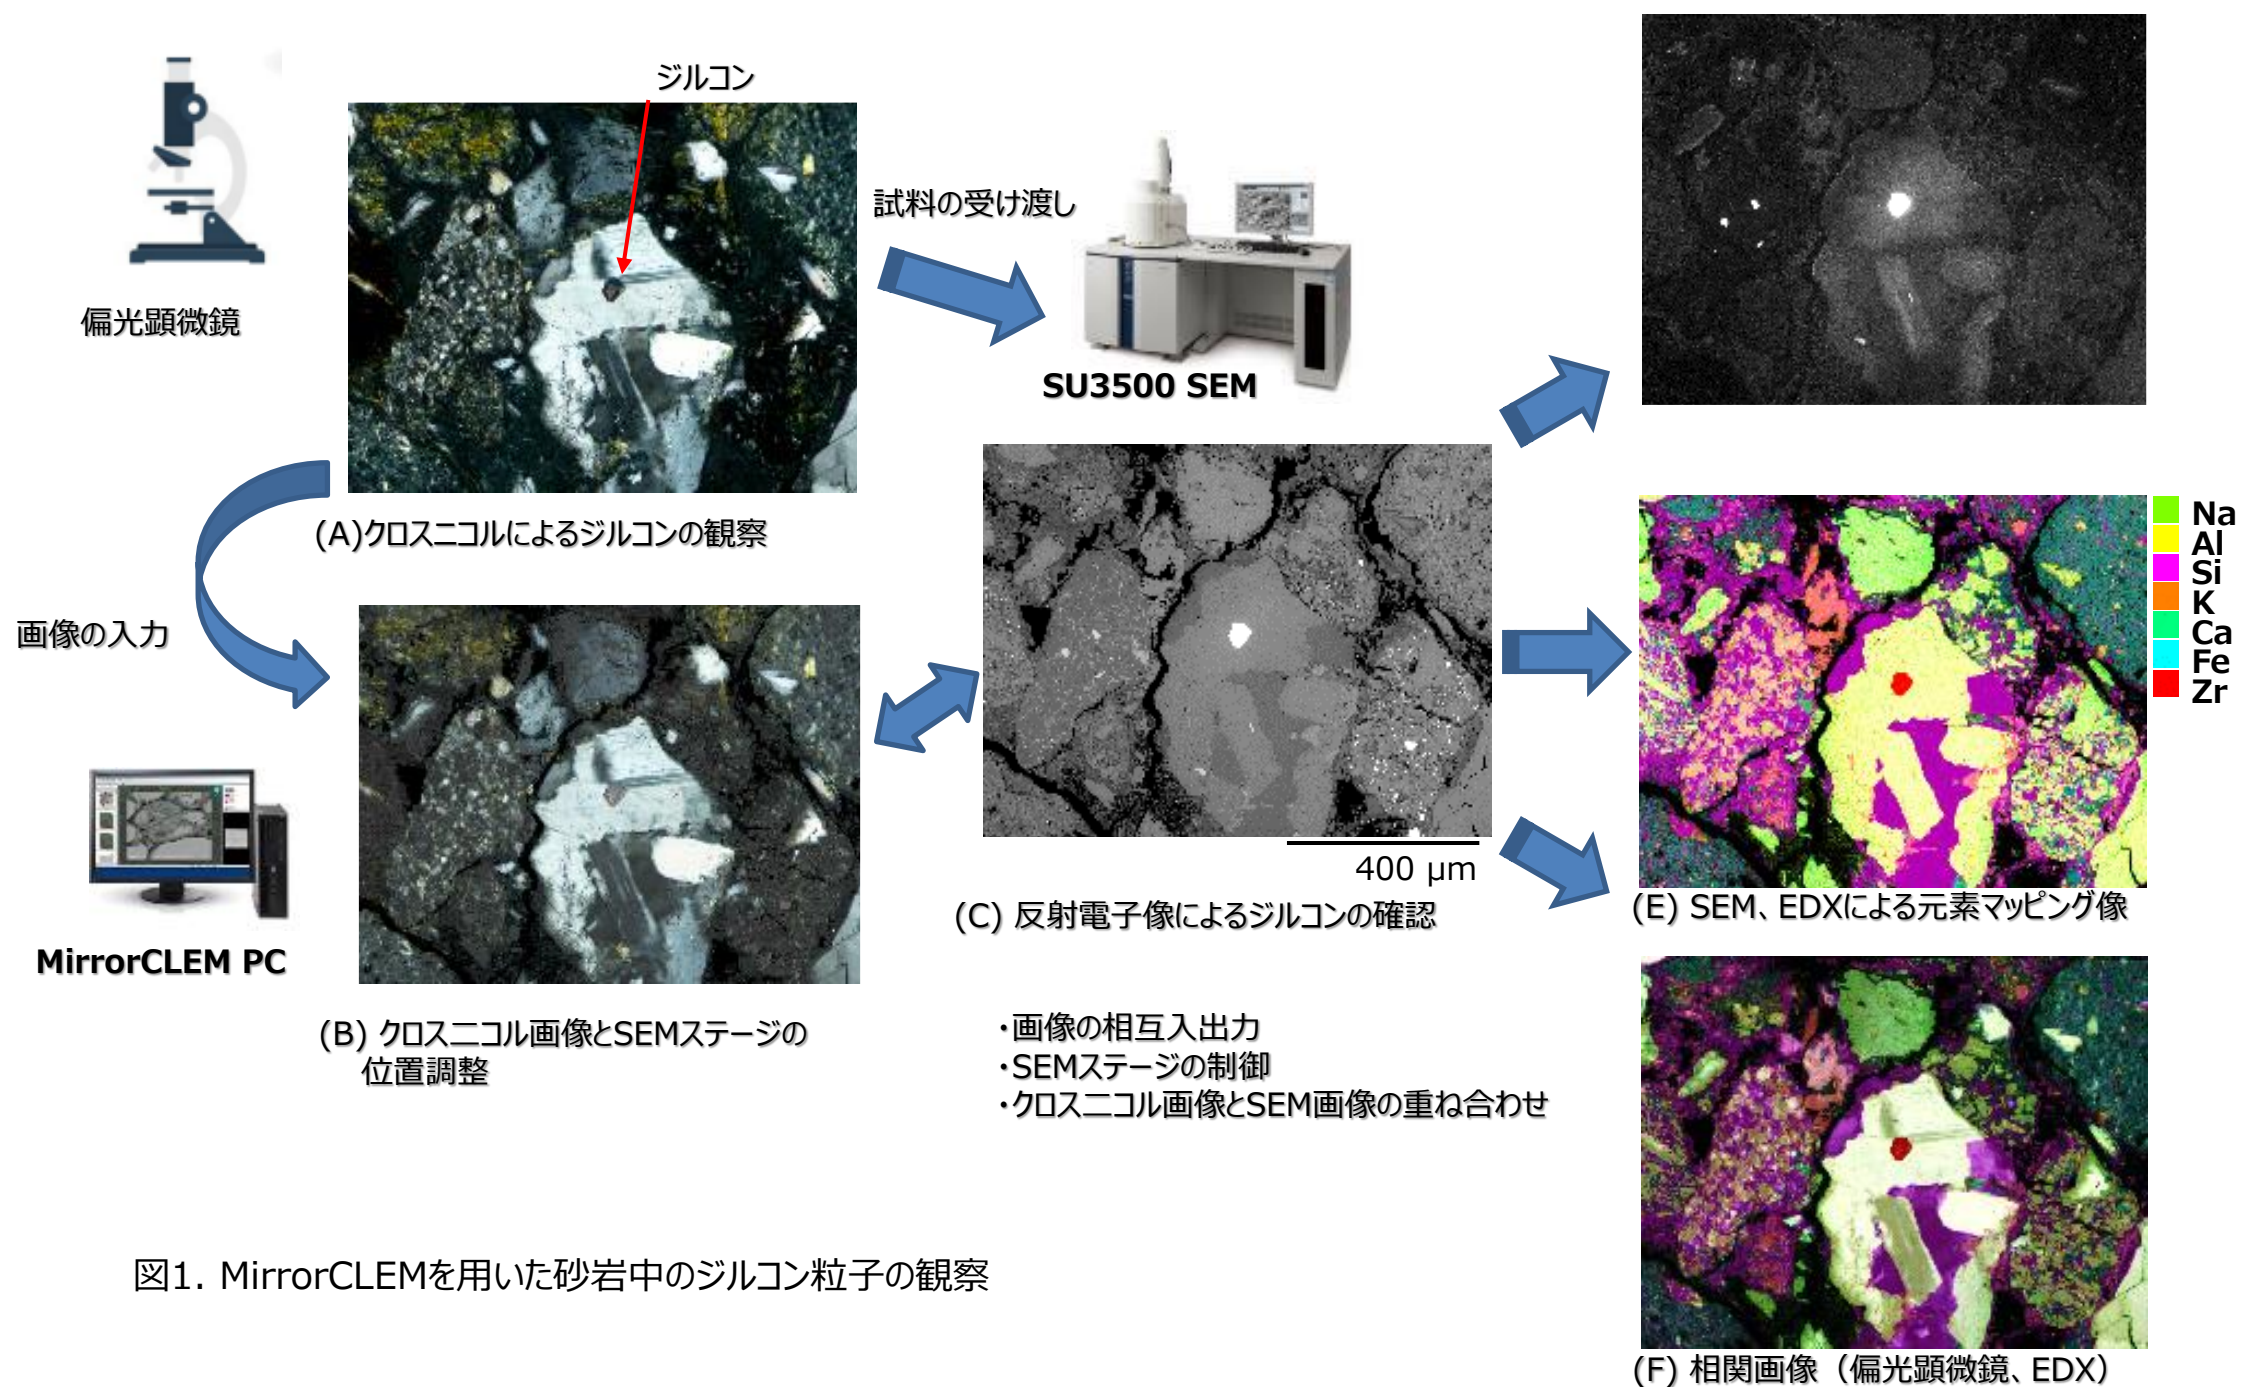 ジルコン
偏光顕微鏡
試料の受け渡し
SU3500 SEM
(A)クロスニコルによるジルコンの観察
画像の入力
MirrorCLEM PC
(B) クロスニコル画像とSEMステージの
位置調整
400 μm
(C) 反射電子像によるジルコンの確認
・画像の相互入出力
・SEMステージの制御
・クロスニコル画像とSEM画像の重ね合わせ
Na
Al
Si
K
Ca
Fe
Zr
(E) SEM、EDXによる元素マッピング像
(F) 相関画像（偏光顕微鏡、EDX）
図1. MirrorCLEMを用いた砂岩中のジルコン粒子の観察